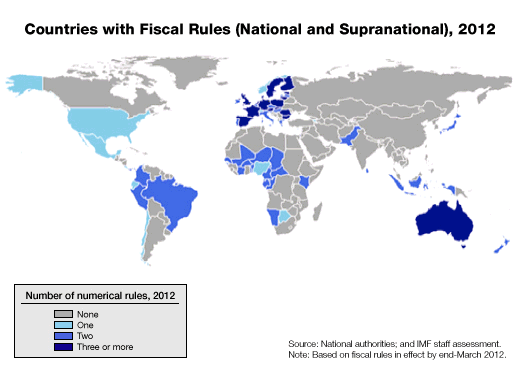 Countries with Fiscal Rules (National and Supranational), 2012
Number of numerical rules, 2012
None
One
Two
Three or more
Source: National authorities; and IMF staff assessment.
Note: Based on fiscal rules in effect by end-March 2012.